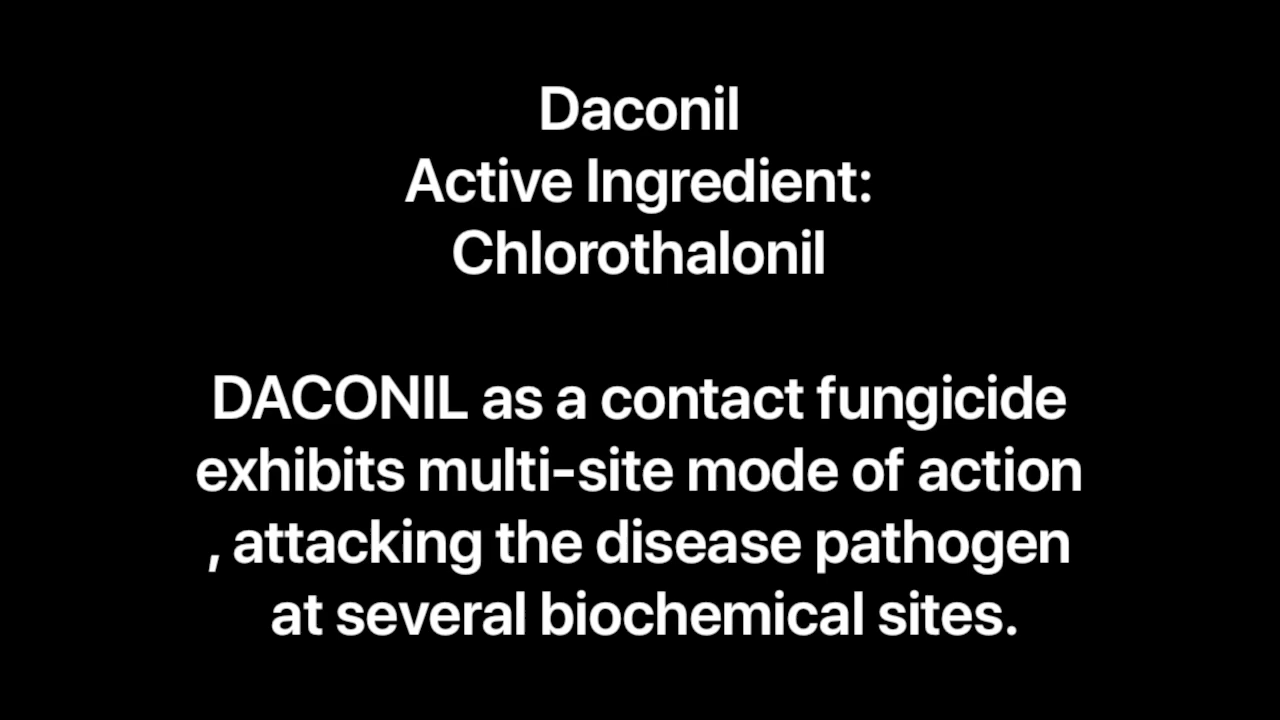 Daconil
Active Ingredient:
Chlorothalonil
DACONIL as a contact fungicide
exhibits multi-site mode of action
, attacking the disease pathogen
at several biochemical sites.